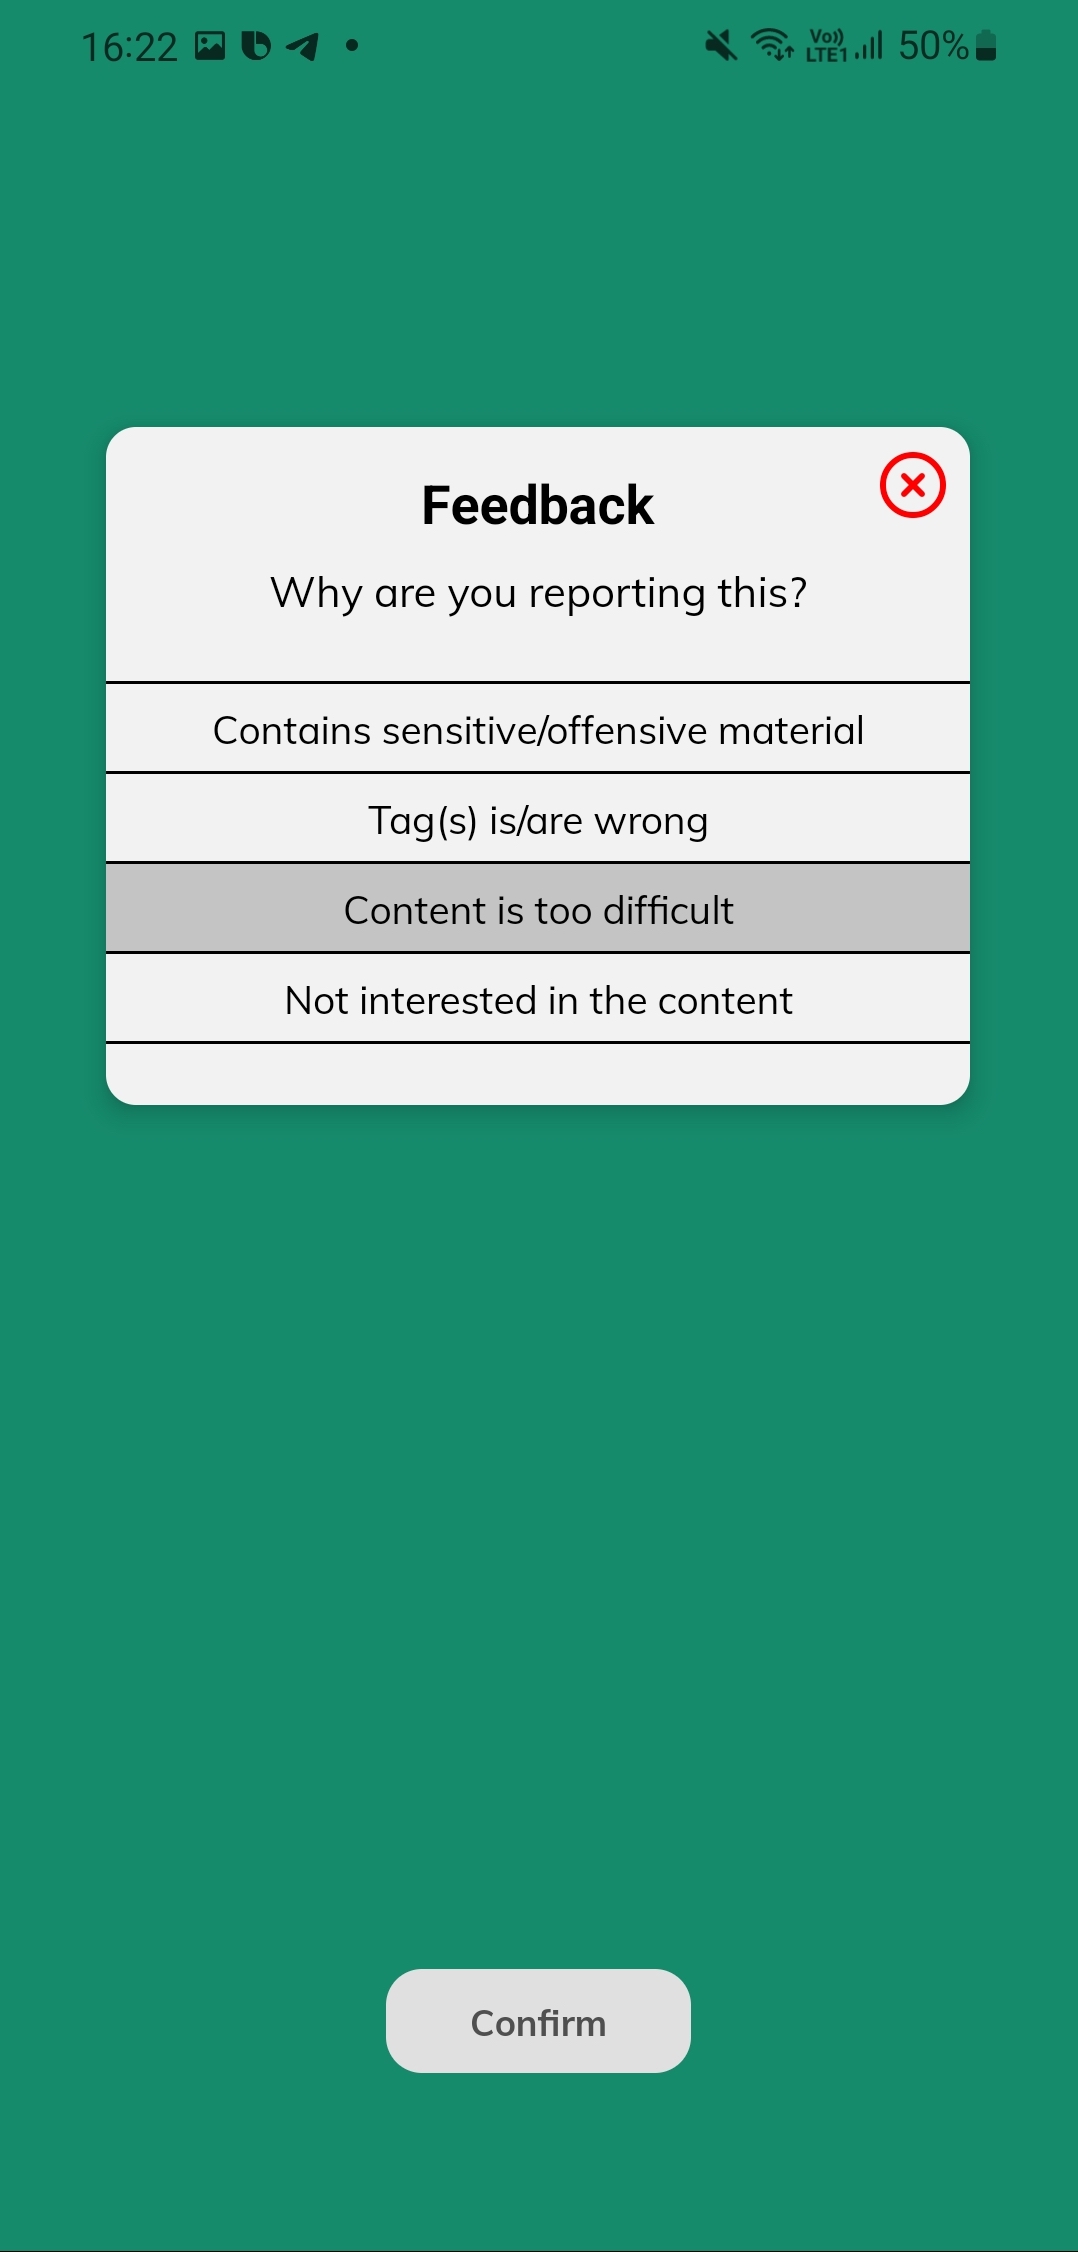 16:22 Vo)) LTE1 50%
Feedback
Why are you reporting this?
Contains sensitive/offensive material
Tag(s) is/are wrong
Content is too difficult
Not interested in the content
Confirm